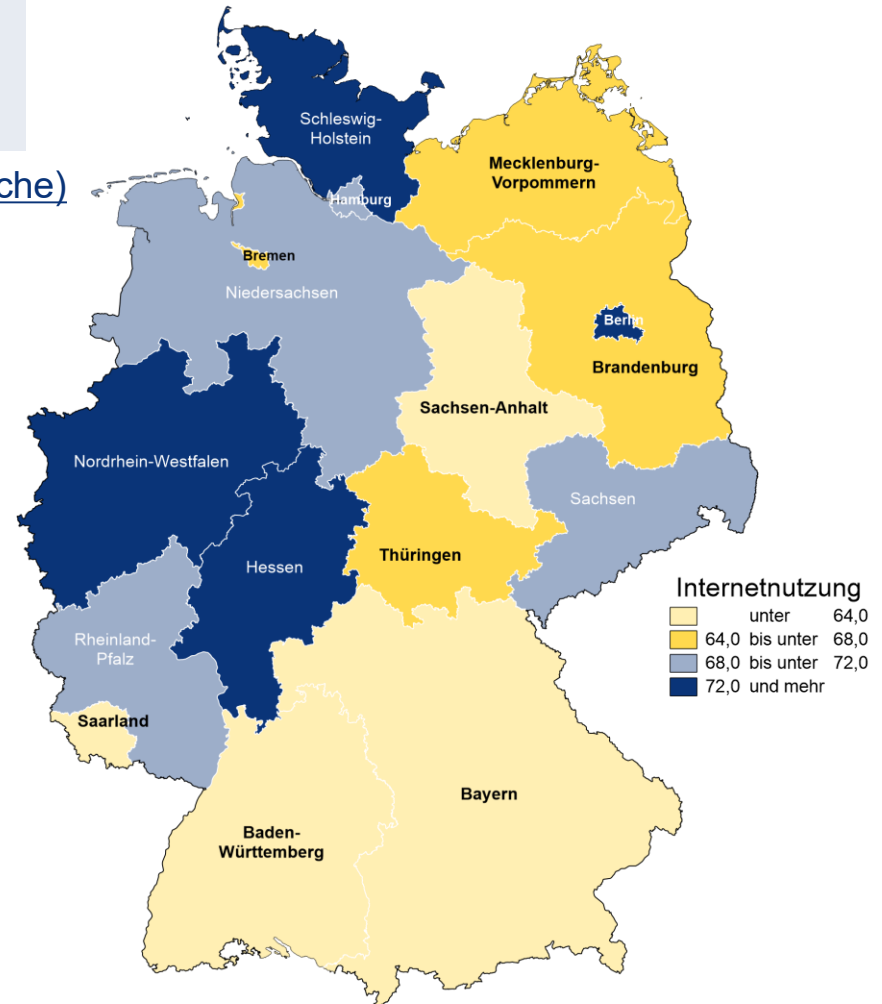 che)
Schleswig-
Holstein
Mecklenburg-
Vorpommern
Hamburg
Bremen
Niedersachsen
Berlin
Brandenburg
Sachsen-Anhalt
Nordrhein-Westfalen
Sachsen
Thüringen
Hessen
Internetnutzung
unter 64,0
64,0 bis unter 68,0
68,0 bis unter 72,0
72,0 und mehr
Rheinland-
Pfalz
Saarland
Bayern
Baden-
Württemberg